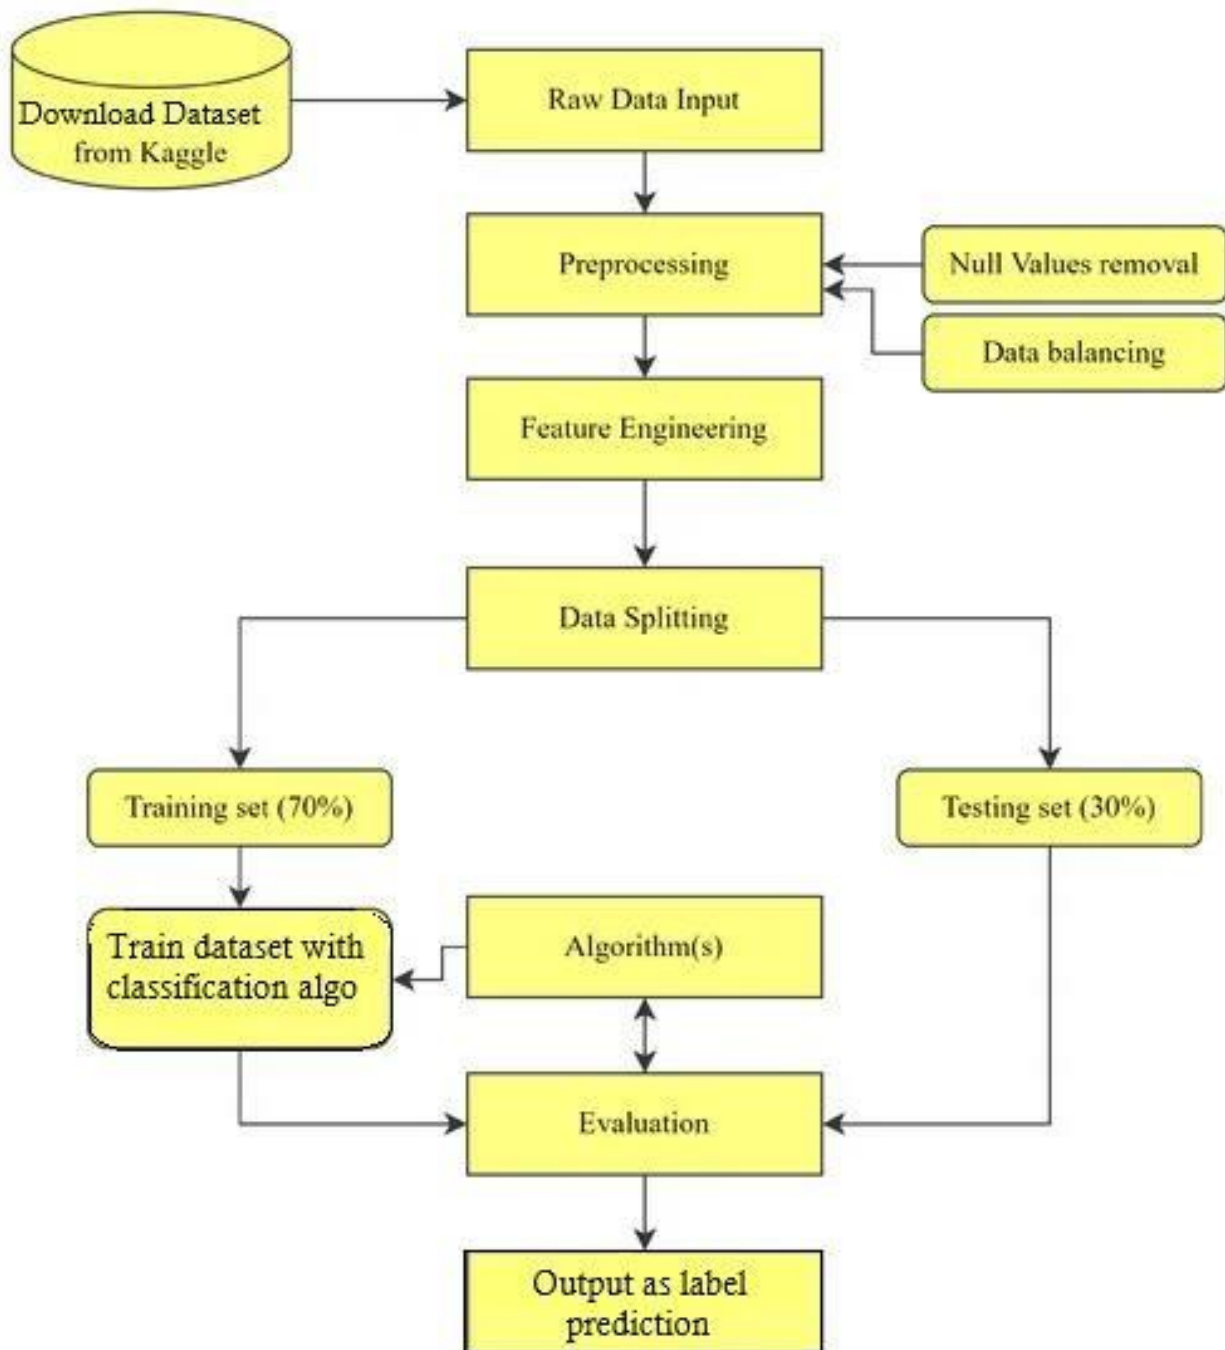 Download Dataset
from Kaggle
Raw Data Input
Preprocessing
Null Values removal
Data balancing
Feature Engineering
Data Splitting
Training set (70%)
Testing set (30%)
Train dataset with
classification algo
Algorithm(s)
Evaluation
Output as label
prediction